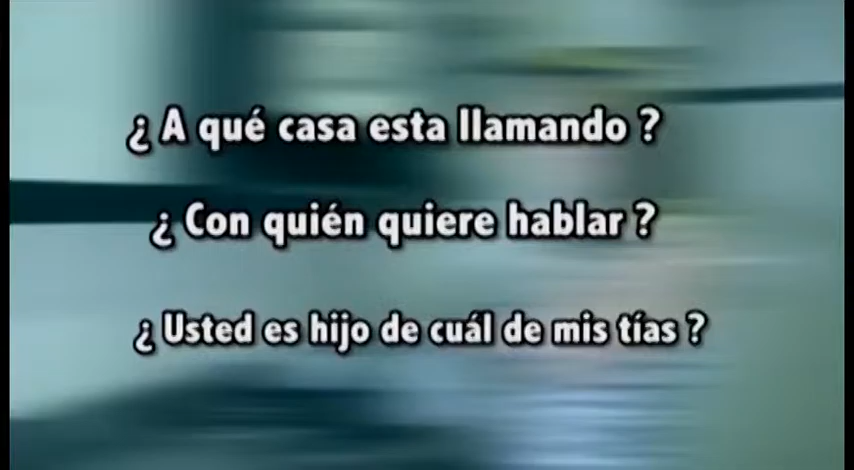 ¿ A qué casa esta llamando ?
¿ Con quién quiere hablar ?
¿ Usted es hijo de cuál de mis tías ?